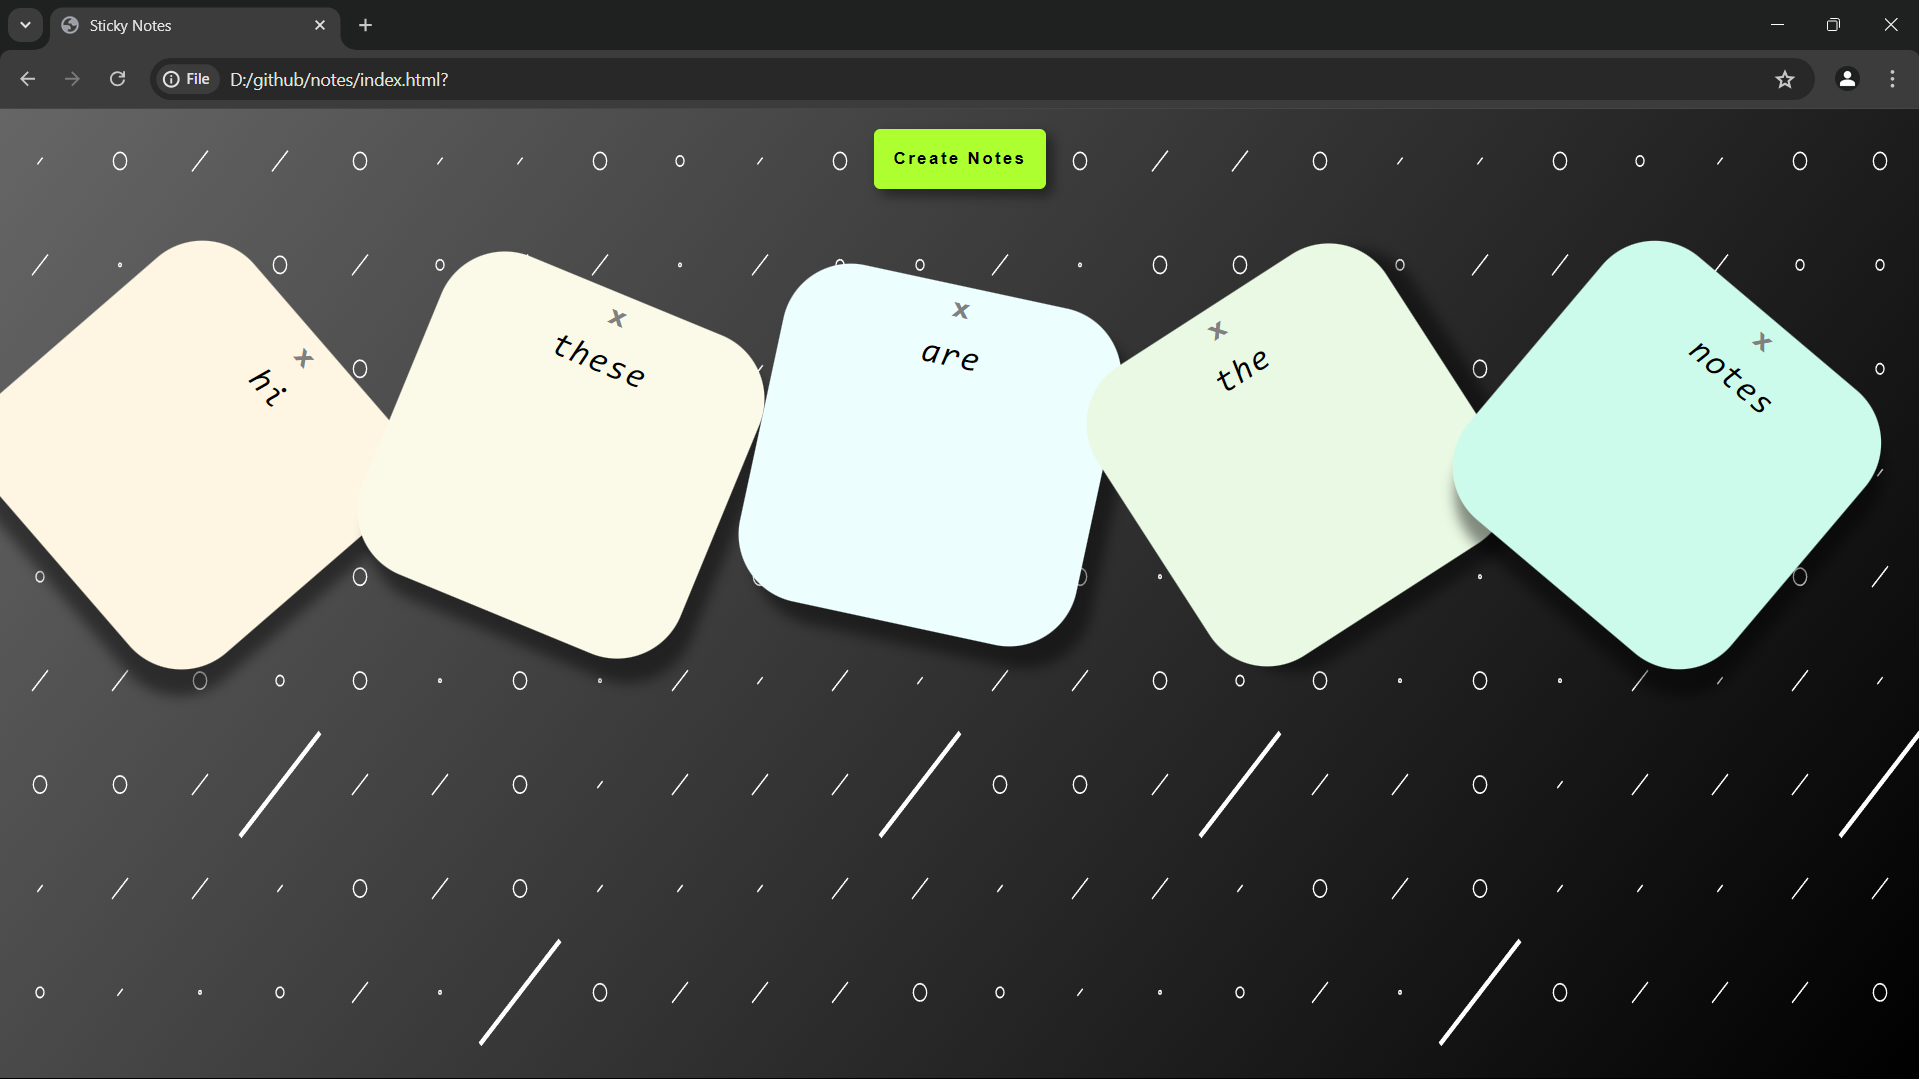 Sticky Notes
File D:/github/notes/index.html?
Create Notes
x
hi
x
these
x
are
x
the
x
notes